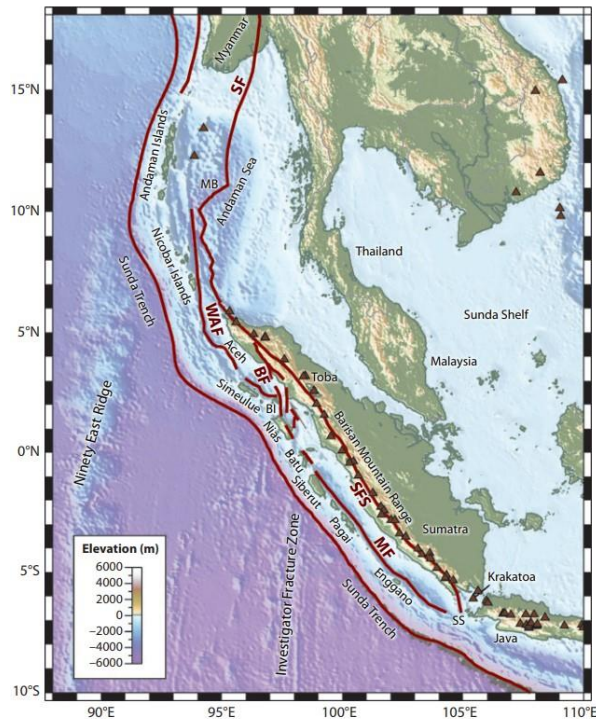 Myanmar
SF
15°N
Andaman Islands
MB
Andaman Sea
10°N
Nicobar Islands
Thailand
Sunda Trench
Sunda Shelf
WAF
5°N
Aceh
Malaysia
BF
Toba
Simeulue
BI
Barisan Mountain Range
Ninety East Ridge
Nias
0°N
Batu
SFS
Siberut
Sumatra
Pagai
MF
Elevation (m)
6000
4000
2000
0
−2000
−4000
−6000
Investigator Fracture Zone
Krakatoa
5°S
Enggano
Sunda Trench
SS
Java
10°S
90°E
95°E
100°E
105°E
110°E